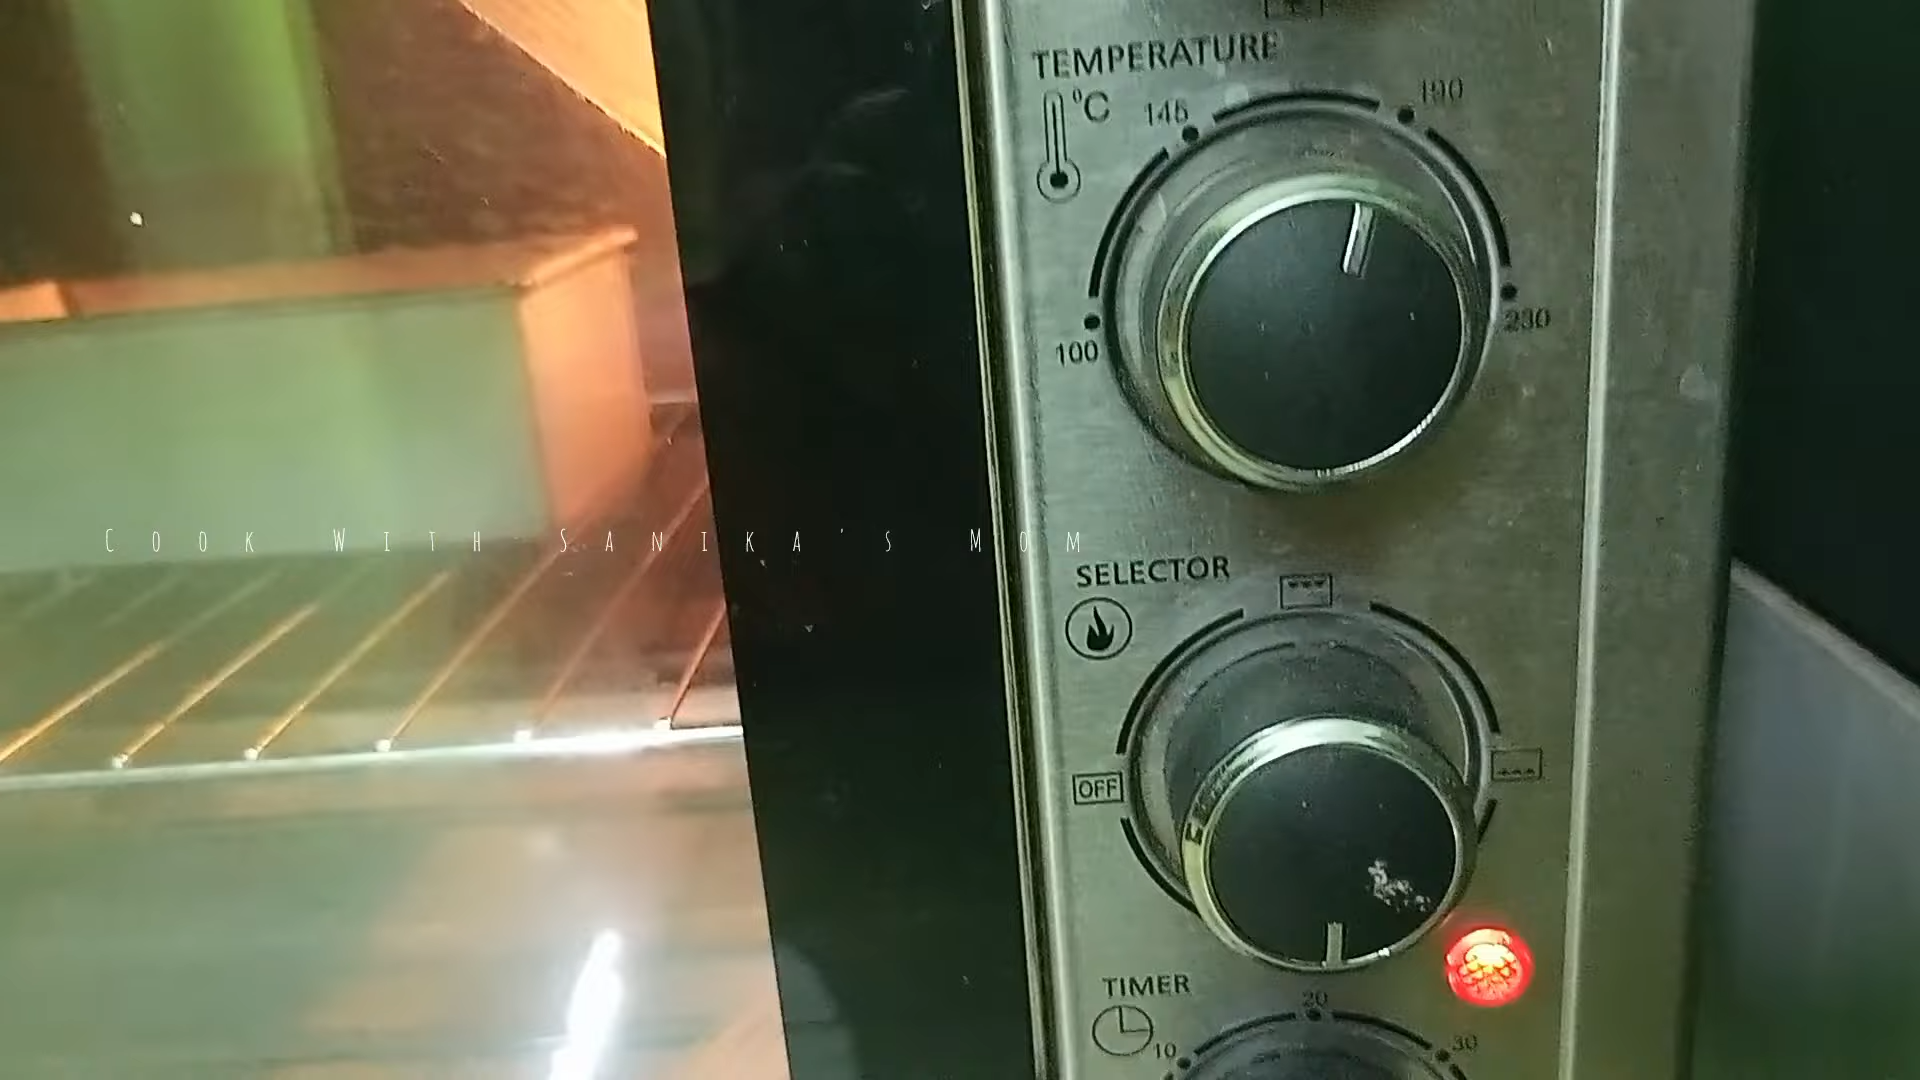 TEMPERATURE
°C
145
190
100
230
Cook With Sanika's Mom
SELECTOR
OFF
TIMER
20
10
30